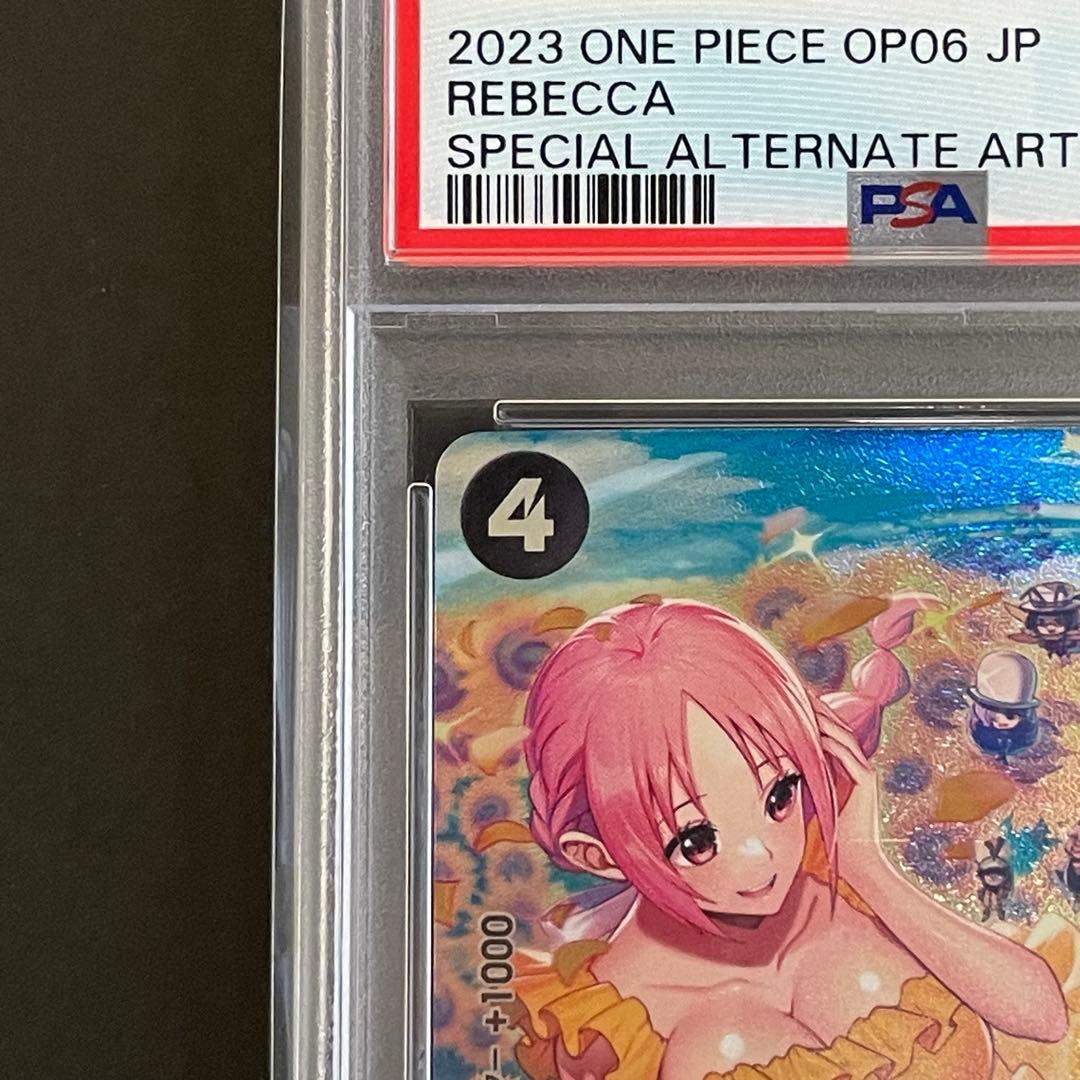 2023 ONE PIECE OP06 JP
REBECCA
SPECIAL ALTERNATE ART
PSA
4
+1000